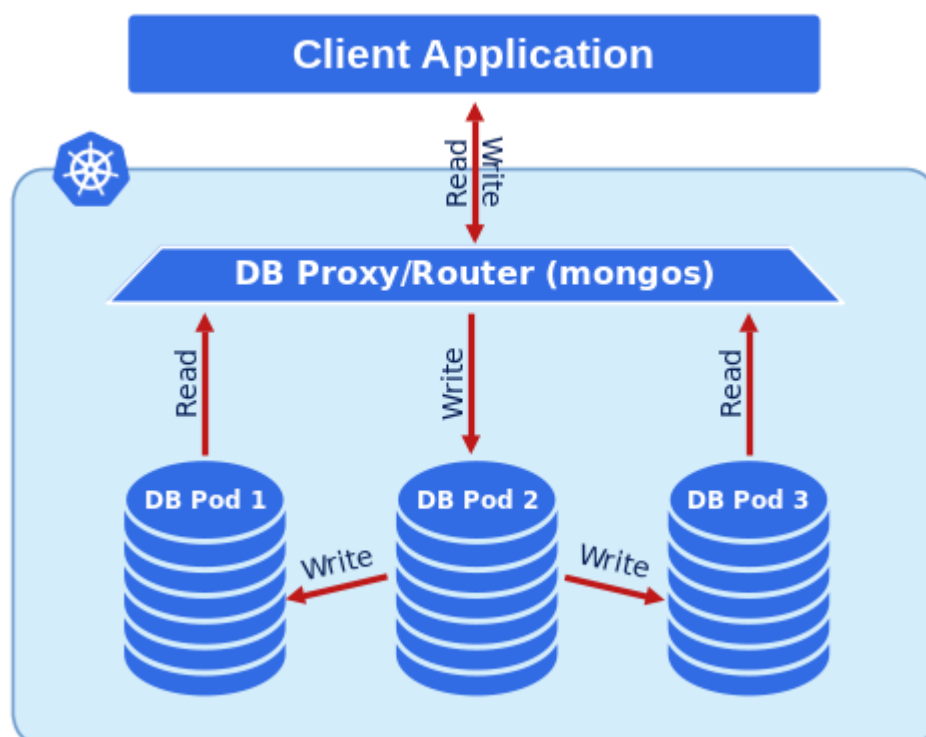 Client Application
Read
Write
DB Proxy/Router (mongos)
Read
Write
Read
DB Pod 1
DB Pod 2
DB Pod 3
Write
Write